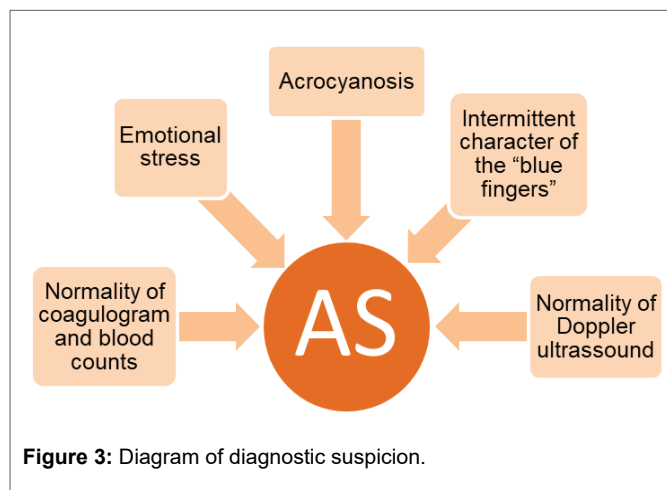 Acrocyanosis
Emotional
stress
Intermittent
character of
the “blue
fingers”
Normality of
coagulogram
and blood
counts
AS
Normality of
Doppler
ultrasound
Figure 3: Diagram of diagnostic suspicion.